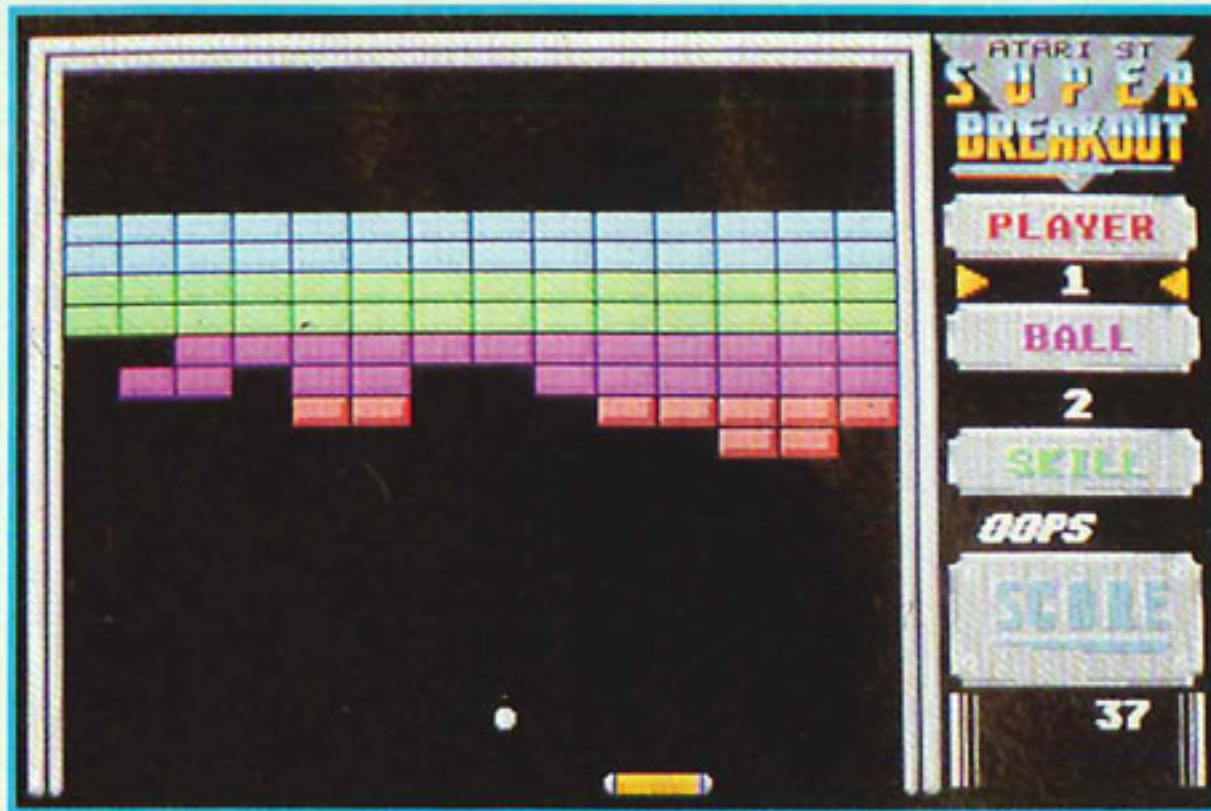 ATARI ST
SUPER
BREAKOUT
PLAYER
1
BALL
2
SKILL
OOPS
SCORE
37